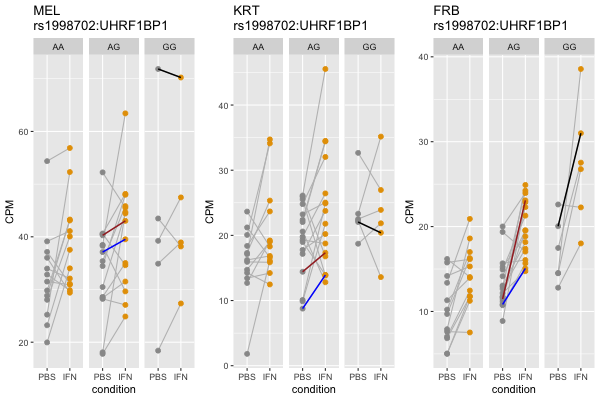 MEL
rs1998702:UHRF1BP1
AA AG GG
CPM
60
40
20
PBS IFN PBS IFN PBS IFN
condition
KRT
rs1998702:UHRF1BP1
AA AG GG
CPM
40
30
20
10
0
PBS IFN PBS IFN PBS IFN
condition
FRB
rs1998702:UHRF1BP1
AA AG GG
CPM
40
30
20
10
PBS IFN PBS IFN PBS IFN
condition